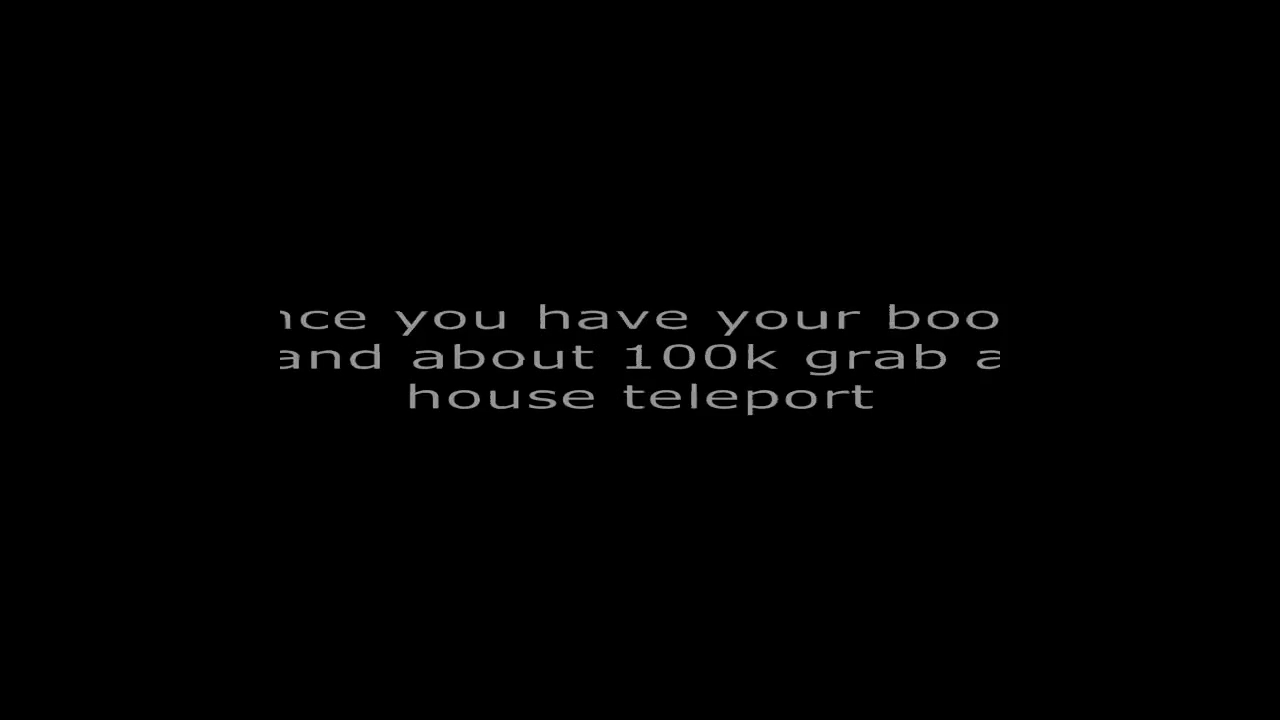 nce you have your boo
and about 100k grab a
house teleport